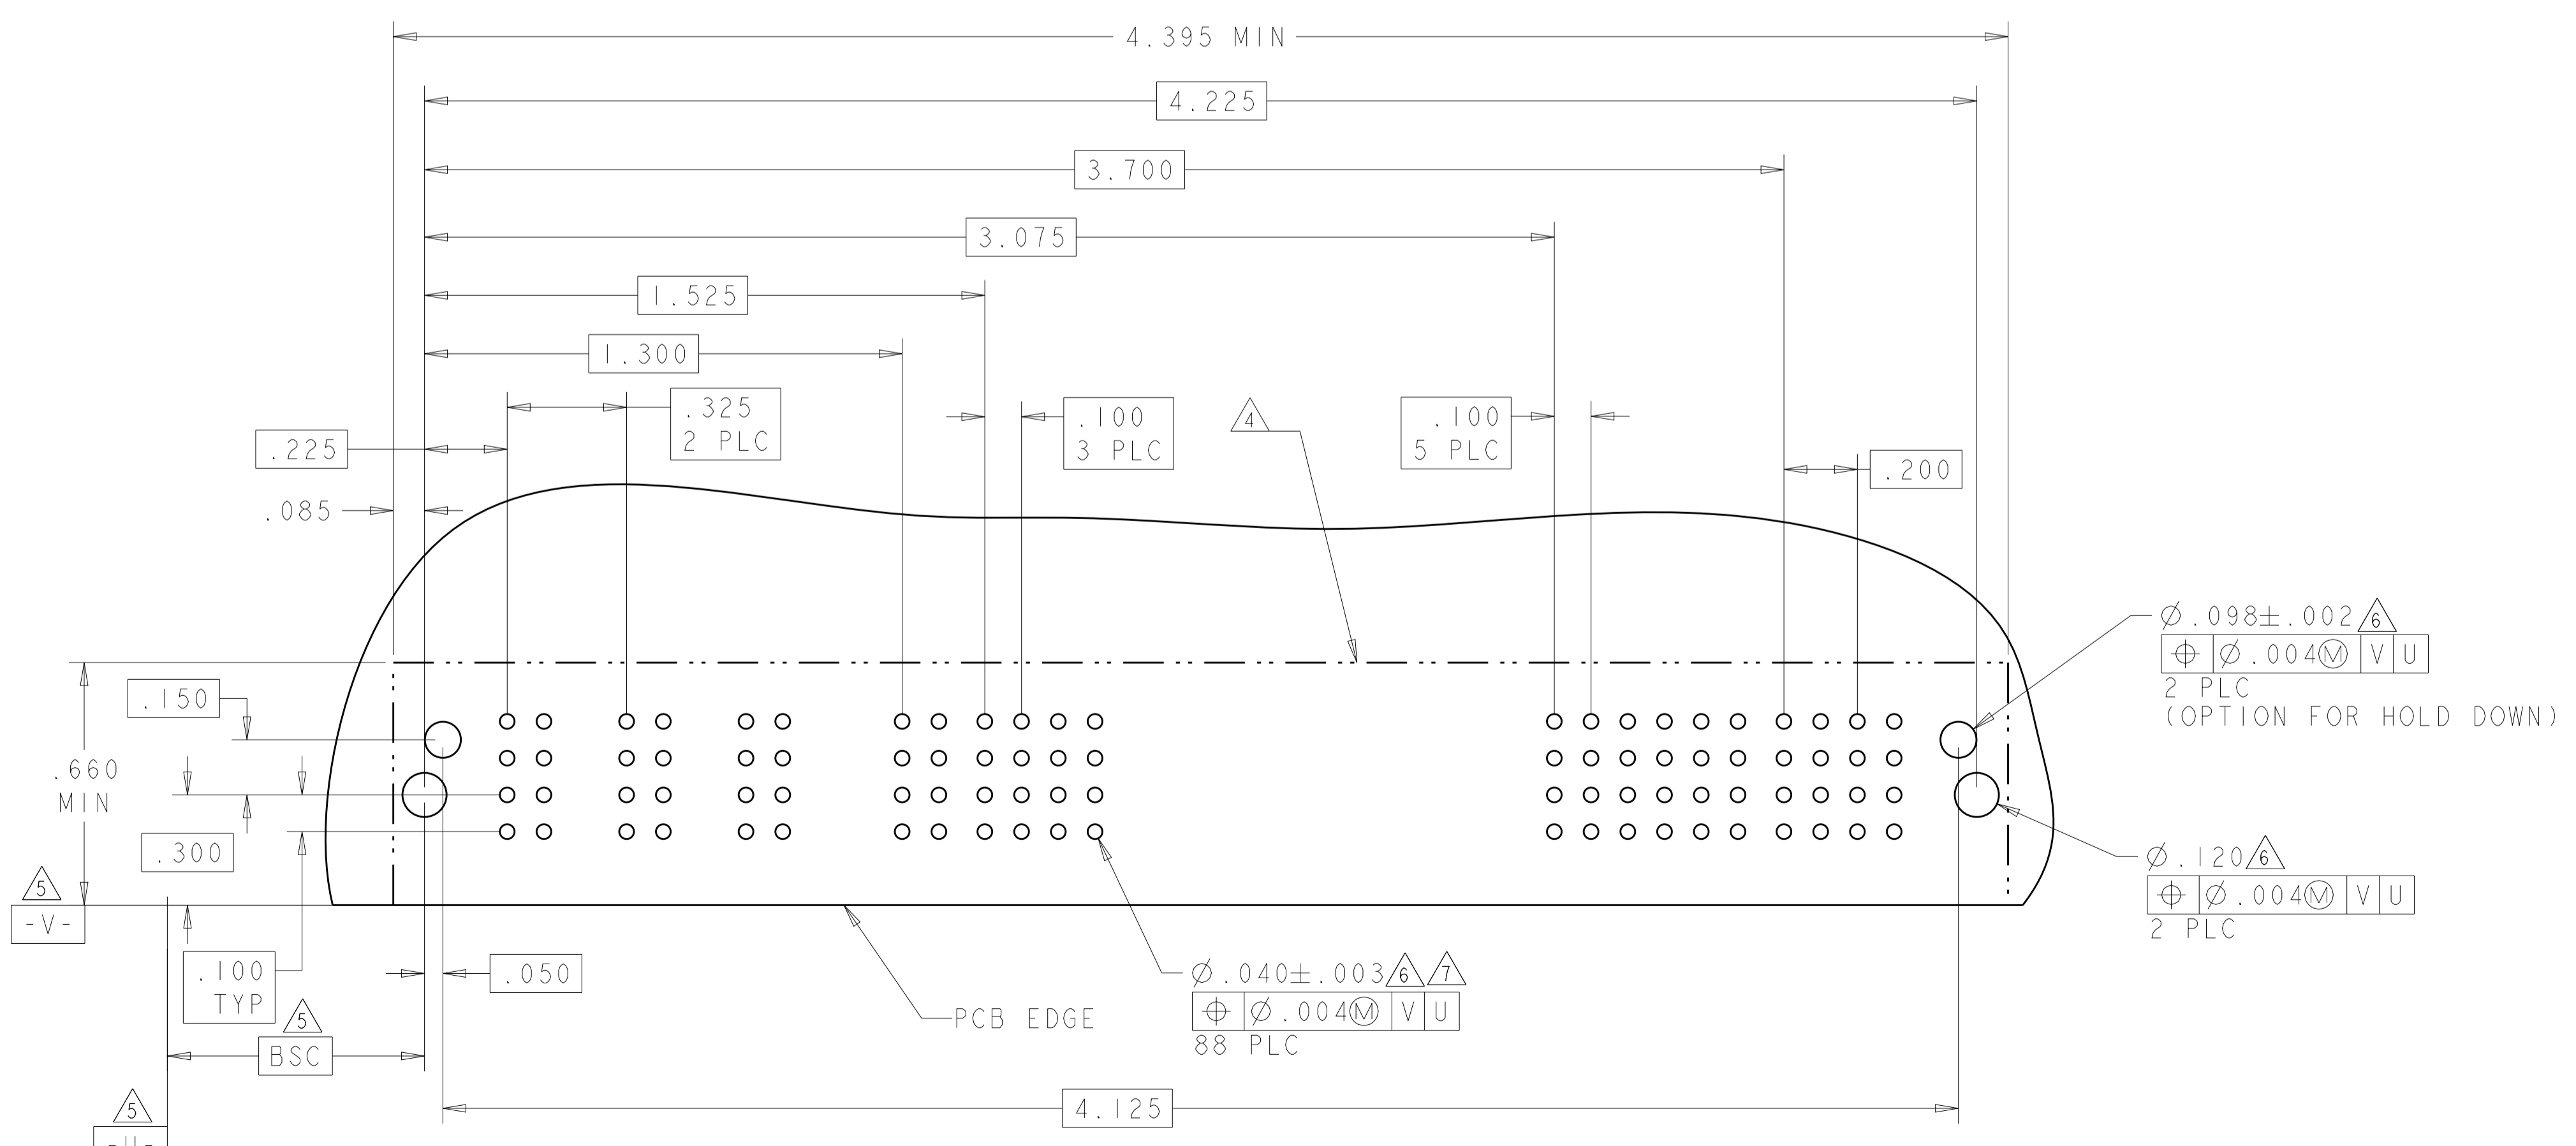 4.395 MIN
4.225
3.700
3.075
1.525
1.300
.325
2 PLC
.100
3 PLC
4
.100
5 PLC
.225
.200
.085
⌀.098±.002 6
⌖ ⌀.004Ⓜ V U
2 PLC
(OPTION FOR HOLD DOWN)
.150
.660
MIN
.300
5
-V-
⌀.120 6
⌖ ⌀.004Ⓜ V U
2 PLC
.100
TYP
.050
PCB EDGE
⌀.040±.003 6 7
⌖ ⌀.004Ⓜ V U
88 PLC
5
BSC
4.125
5
-U-